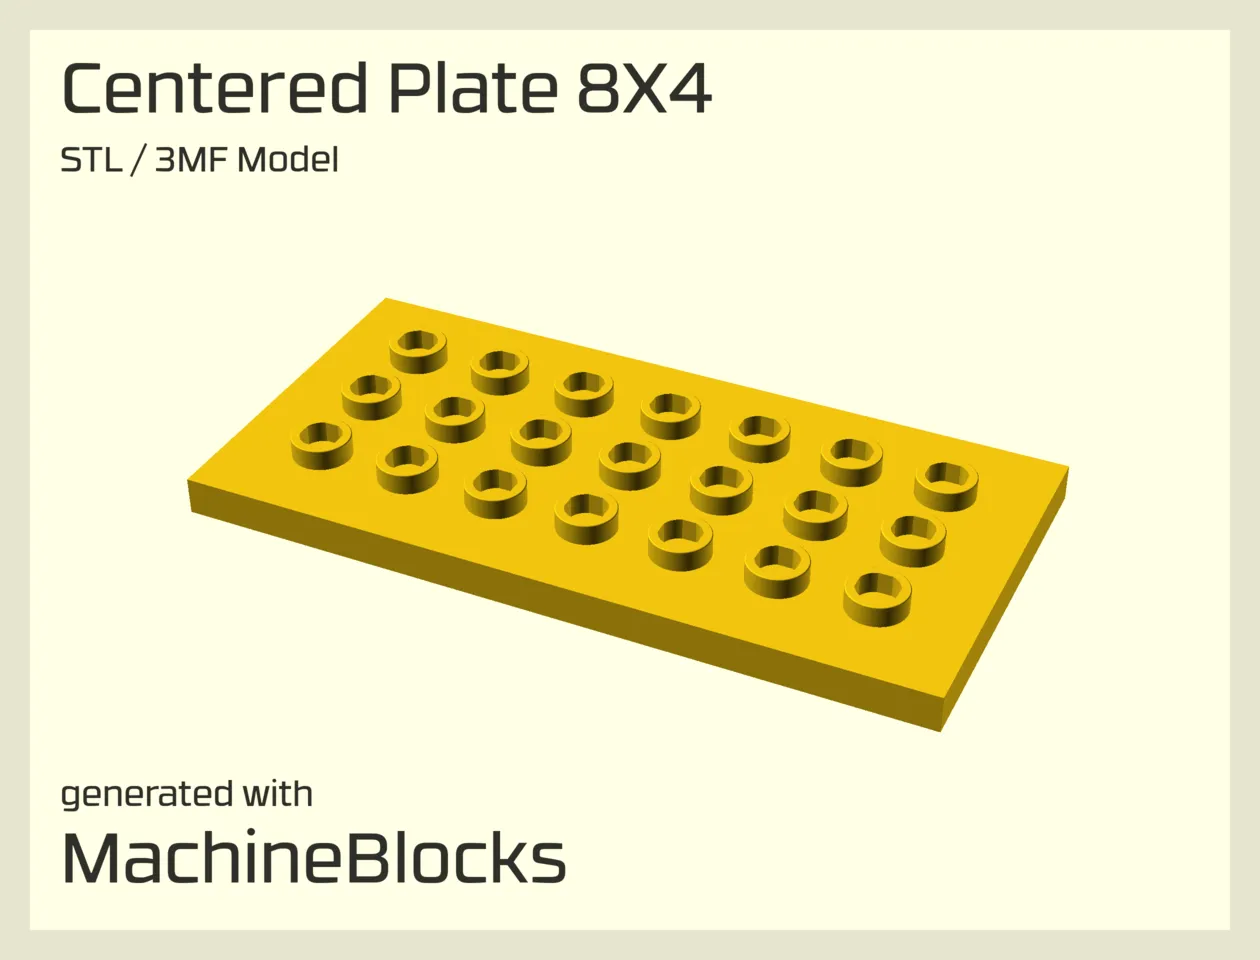 Centered Plate 8X4
STL / 3MF Model
generated with
MachineBlocks